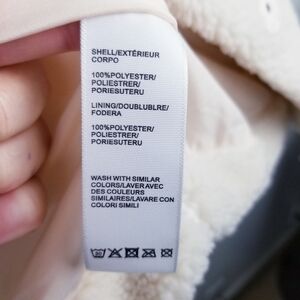 SHELL/EXTÉRIEUR
CORPO
100%POLYESTER/
POLIESTRER/
PORIESUTERU
LINING/DOUBLUBLRE/
FODERA
100%POLYESTER/
POLIESTRER/
PORIESUTERU
WASH WITH SIMILAR
COLORS/LAVER AVEC
DES COULEURS
SIMILAIRES/LAVARE CON
COLORI SIMILI